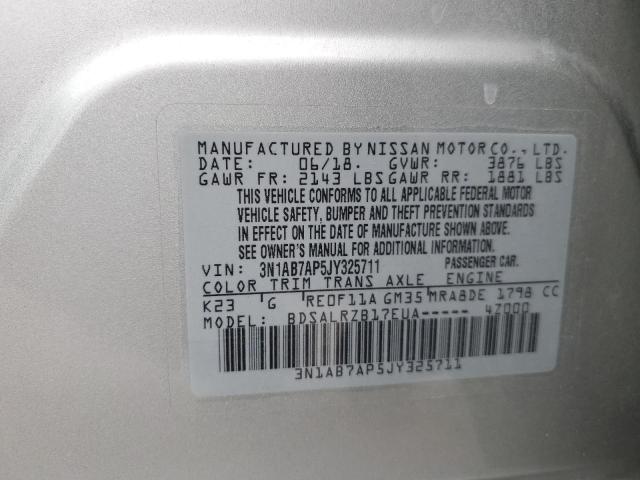 MANUFACTURED BY NISSAN MOTOR CO., LTD.
DATE: 06/18. GVWR: 3876 LBS
GAWR FR: 2143 LBS GAWR RR: 1881 LBS
THIS VEHICLE CONFORMS TO ALL APPLICABLE FEDERAL MOTOR
VEHICLE SAFETY, BUMPER AND THEFT PREVENTION STANDARDS
IN EFFECT ON THE DATE OF MANUFACTURE SHOWN ABOVE.
SEE OWNER'S MANUAL FOR ADDITIONAL INFORMATION.
VIN: 3N1AB7AP5JY325711 PASSENGER CAR.
COLOR TRIM TRANS AXLE ENGINE
K23 'G RE0F11A GM35 MRA8DE 1798 CC
MODEL: BDSALRZB17EUA----- 4Z000
3N1AB7AP5JY325711